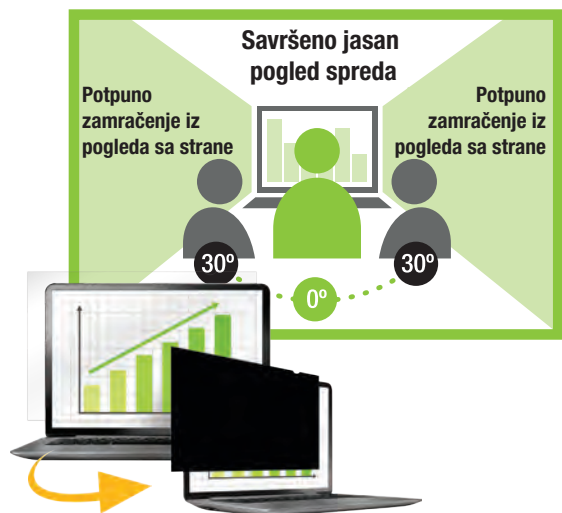 Savršeno jasan
pogled spreda
Potpuno
zamračenje iz
pogleda sa strane
Potpuno
zamračenje iz
pogleda sa strane
30º
30º
0º